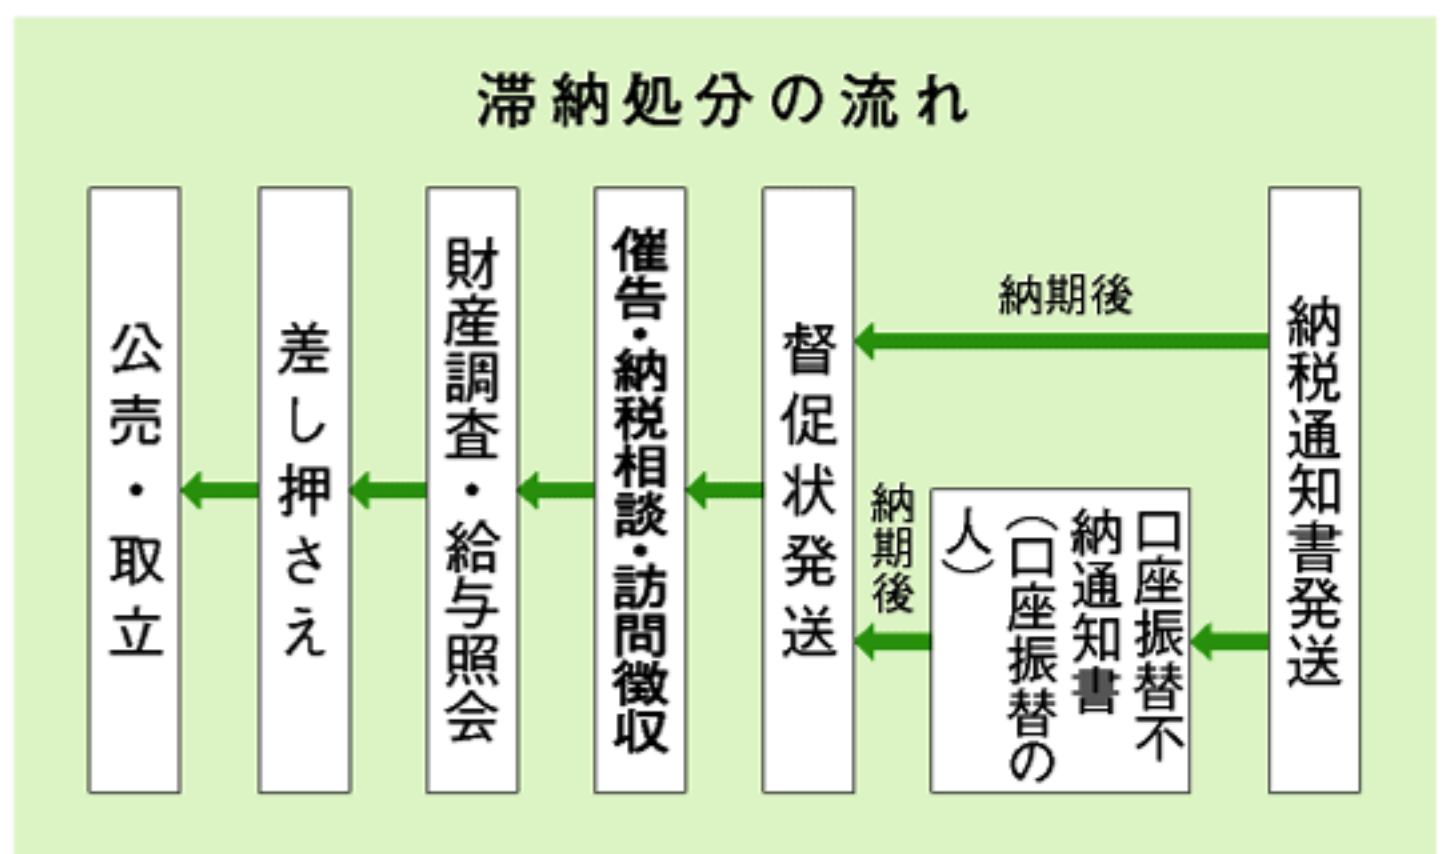 滞納処分の流れ
納税通知書発送
納期後
口座振替不
納通知書
（口座振替の
人）
納期後
督促状発送
催告・納税相談・訪問徴収
財産調査・給与照会
差し押さえ
公売・取立